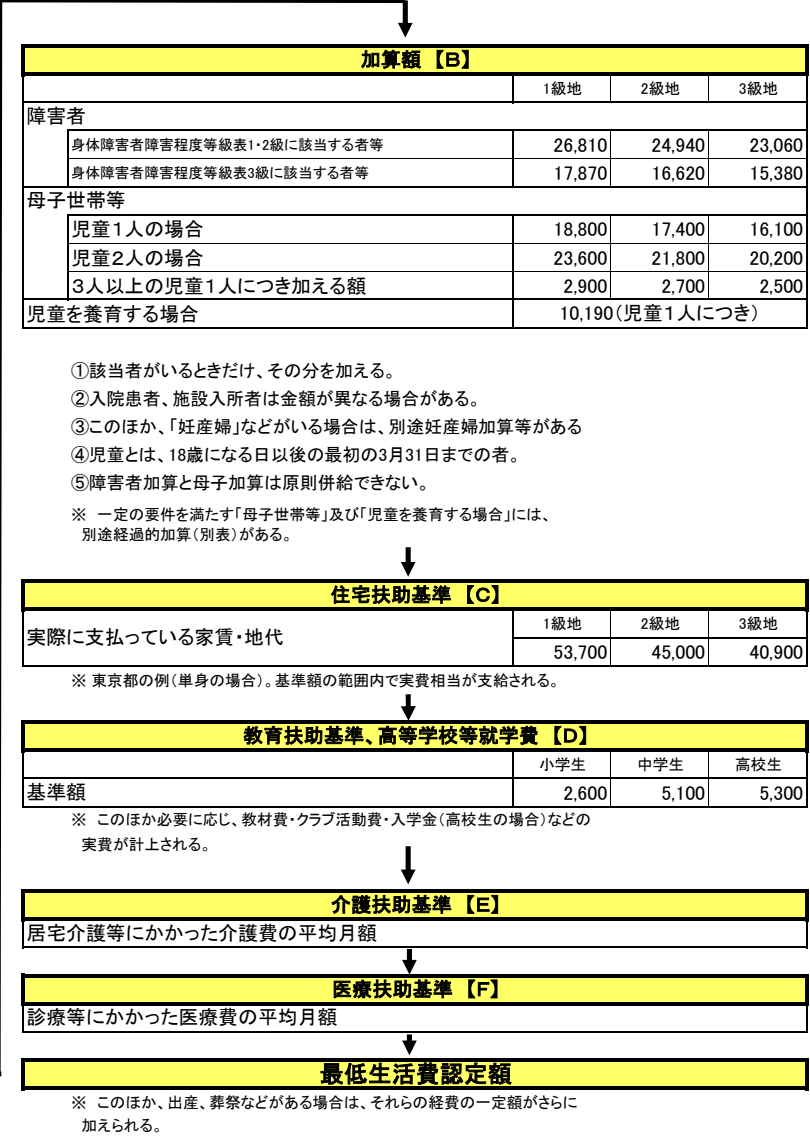 加算額 【B】
1級地 2級地 3級地
障害者
身体障害者障害程度等級表1・2級に該当する者等 26,810 24,940 23,060
身体障害者障害程度等級表3級に該当する者等 17,870 16,620 15,380
母子世帯等
児童1人の場合 18,800 17,400 16,100
児童2人の場合 23,600 21,800 20,200
3人以上の児童1人につき加える額 2,900 2,700 2,500
児童を養育する場合 10,190(児童1人につき)
①該当者がいるときだけ、その分を加える。
②入院患者、施設入所者は金額が異なる場合がある。
③このほか、「妊産婦」などがいる場合は、別途妊産婦加算等がある
④児童とは、18歳になる日以後の最初の3月31日までの者。
⑤障害者加算と母子加算は原則併給できない。
※ 一定の要件を満たす「母子世帯等」及び「児童を養育する場合」には、
別途経過的加算(別表)がある。
住宅扶助基準 【C】
1級地 2級地 3級地
実際に支払っている家賃・地代 53,700 45,000 40,900
※ 東京都の例(単身の場合)。基準額の範囲内で実費相当が支給される。
教育扶助基準、高等学校等就学費 【D】
小学生 中学生 高校生
基準額 2,600 5,100 5,300
※ このほか必要に応じ、教材費・クラブ活動費・入学金(高校生の場合)などの
実費が計上される。
介護扶助基準 【E】
居宅介護等にかかった介護費の平均月額
医療扶助基準 【F】
診療等にかかった医療費の平均月額
最低生活費認定額
※ このほか、出産、葬祭などがある場合は、それらの経費の一定額がさらに
加えられる。